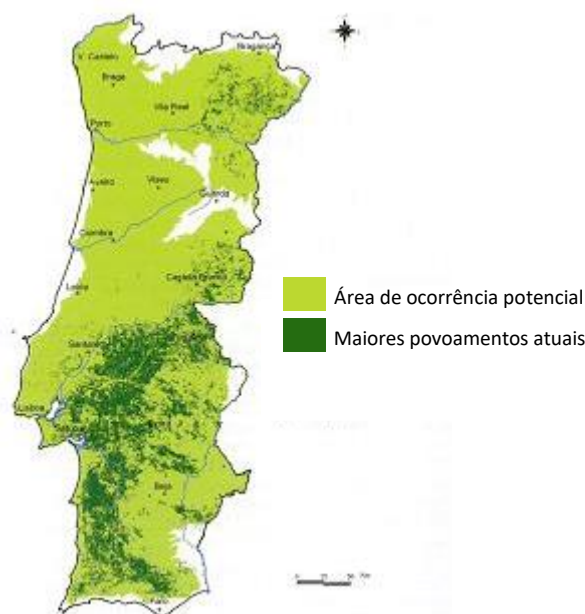 Bragança
V. Castelo
Braga
Vila Real
Porto
Aveiro
Viseu
Guarda
Coimbra
Castelo Branco
Leiria
Área de ocorrência potencial
Maiores povoamentos atuais
Santarém
Lisboa
Setúbal
Beja
Faro